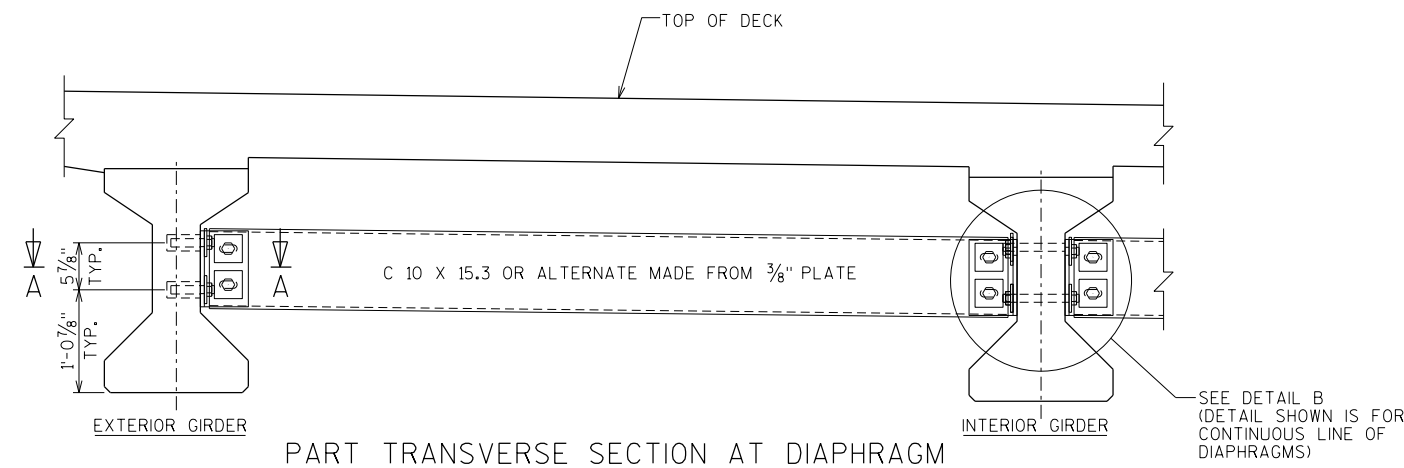 TOP OF DECK
A
A
5⅞"
TYP.
1'-0⅞"
TYP.
C 10 X 15.3 OR ALTERNATE MADE FROM ⅜" PLATE
EXTERIOR GIRDER
INTERIOR GIRDER
SEE DETAIL B
(DETAIL SHOWN IS FOR
CONTINUOUS LINE OF
DIAPHRAGMS)
PART TRANSVERSE SECTION AT DIAPHRAGM